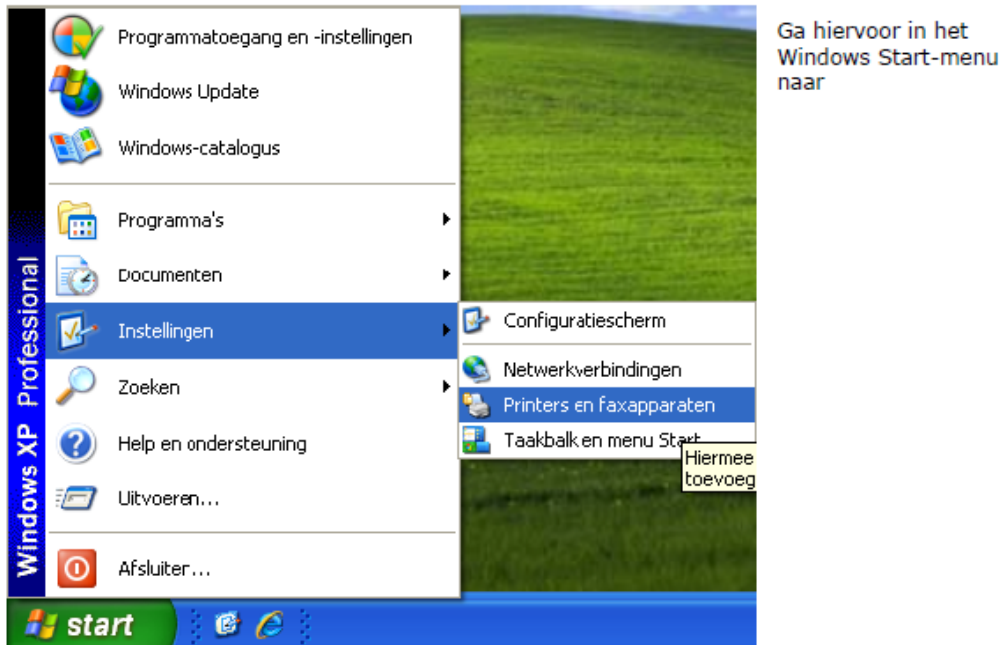 Programmatoegang en -instellingen
Windows Update
Windows-catalogus
Programma's
Documenten
Instellingen
Zoeken
Help en ondersteuning
Uitvoeren...
Afsluiter...
Windows XP Professional
Configuratiescherm
Netwerkverbindingen
Printers en faxapparaten
Taakbalk en menu Start
Hiermee
toevoeg
start
Ga hiervoor in het
Windows Start-menu
naar